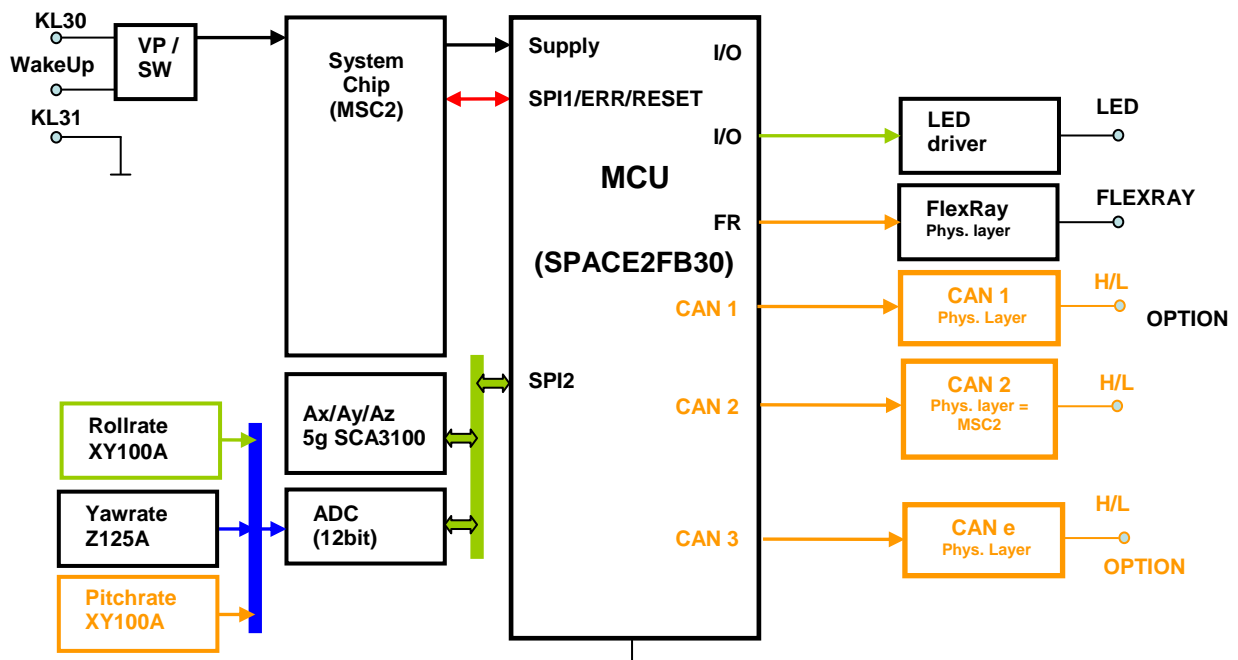 KL30
WakeUp
KL31
VP /
SW
System
Chip
(MSC2)
Supply
SPI1/ERR/RESET
SPI2
MCU
(SPACE2FB30)
I/O
I/O
FR
CAN 1
CAN 2
CAN 3
LED
driver
LED
FlexRay
Phys. layer
FLEXRAY
CAN 1
Phys. Layer
H/L
OPTION
CAN 2
Phys. layer =
MSC2
H/L
CAN e
Phys. Layer
H/L
OPTION
Ax/Ay/Az
5g SCA3100
ADC
(12bit)
Rollrate
XY100A
Yawrate
Z125A
Pitchrate
XY100A